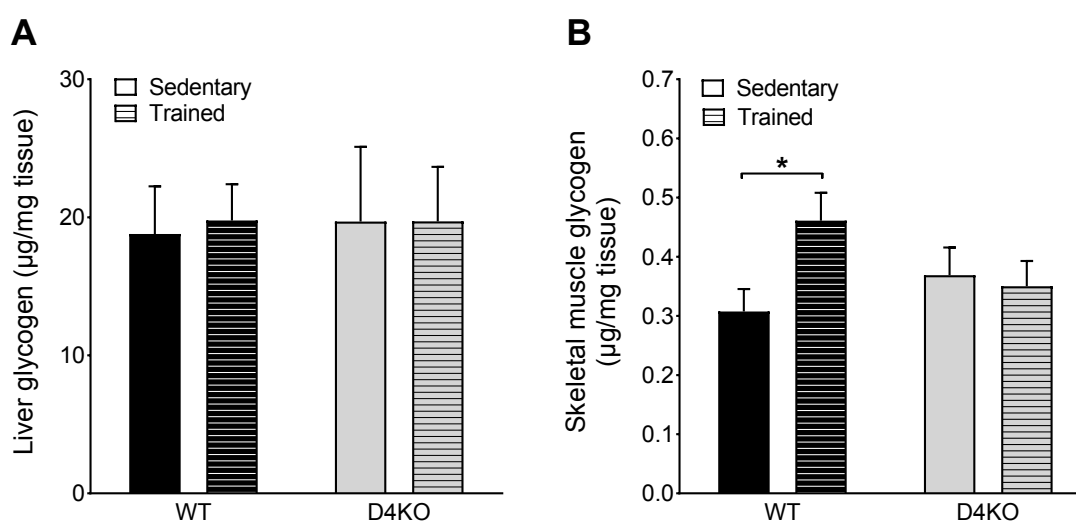 A
Liver glycogen (µg/mg tissue)
30
20
10
0
Sedentary
Trained
WT
D4KO
B
Skeletal muscle glycogen
(µg/mg tissue)
0.7
0.6
0.5
0.4
0.3
0.2
0.1
0.0
Sedentary
Trained
*
WT
D4KO